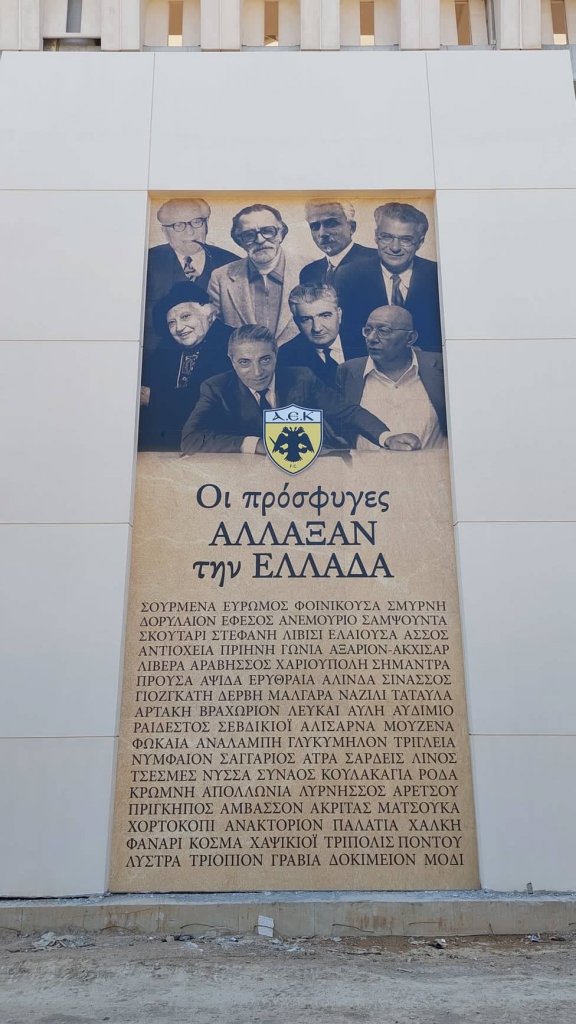 Α.Ε.Κ
F.C.
Οι πρόσφυγες
ΑΛΛΑΞΑΝ
την ΕΛΛΑΔΑ
ΣΟΥΡΜΕΝΑ ΕΥΡΩΜΟΣ ΦΟΙΝΙΚΟΥΣΑ ΣΜΥΡΝΗ
ΔΟΡΥΛΑΙΟΝ ΕΦΕΣΟΣ ΑΝΕΜΟΥΡΙΟ ΣΑΜΨΟΥΝΤΑ
ΣΚΟΥΤΑΡΙ ΣΤΕΦΑΝΗ ΛΙΒΙΣΙ ΕΛΑΙΟΥΣΑ ΑΣΣΟΣ
ΑΝΤΙΟΧΕΙΑ ΠΡΙΗΝΗ ΓΩΝΙΑ ΑΞΑΡΙΟΝ-ΑΚΧΙΣΑΡ
ΛΙΒΕΡΑ ΑΡΑΒΗΣΣΟΣ ΧΑΡΙΟΥΠΟΛΗ ΣΗΜΑΝΤΡΑ
ΠΡΟΥΣΑ ΑΨΙΔΑ ΕΡΥΘΡΑΙΑ ΑΛΙΝΔΑ ΣΙΝΑΣΣΟΣ
ΓΙΟΖΓΚΑΤΗ ΔΕΡΒΗ ΜΑΛΓΑΡΑ ΝΑΖΙΛΙ ΤΑΤΑΥΛΑ
ΑΡΤΑΚΗ ΒΡΑΧΩΡΙΟΝ ΛΕΥΚΑΙ ΑΥΛΗ ΑΥΔΙΜΙΟ
ΡΑΙΔΕΣΤΟΣ ΣΕΒΔΙΚΙΟΪ ΑΛΙΣΑΡΝΑ ΜΟΥΖΕΝΑ
ΦΩΚΑΙΑ ΑΝΑΛΑΜΠΗ ΓΛΥΚΥΜΗΛΟΝ ΤΡΙΓΛΕΙΑ
ΝΥΜΦΑΙΟΝ ΣΑΓΓΑΡΙΟΣ ΑΤΡΑ ΣΑΡΔΕΙΣ ΛΙΝΟΣ
ΤΣΕΣΜΕΣ ΝΥΣΣΑ ΣΥΝΑΟΣ ΚΟΥΛΑΚΑΓΙΑ ΡΟΔΑ
ΚΡΩΜΝΗ ΑΠΟΛΛΩΝΙΑ ΛΥΡΝΗΣΣΟΣ ΑΡΕΤΣΟΥ
ΠΡΙΓΚΗΠΟΣ ΑΜΒΑΣΣΟΝ ΑΚΡΙΤΑΣ ΜΑΤΣΟΥΚΑ
ΧΟΡΤΟΚΟΠΙ ΑΝΑΚΤΟΡΙΟΝ ΠΑΛΑΤΙΑ ΧΑΛΚΗ
ΦΑΝΑΡΙ ΚΟΣΜΑ ΧΑΨΙΚΙΟΪ ΤΡΙΠΟΛΙΣ ΠΟΝΤΟΥ
ΛΥΣΤΡΑ ΤΡΙΟΠΙΟΝ ΓΡΑΒΙΑ ΔΟΚΙΜΕΙΟΝ ΜΟΔΙ